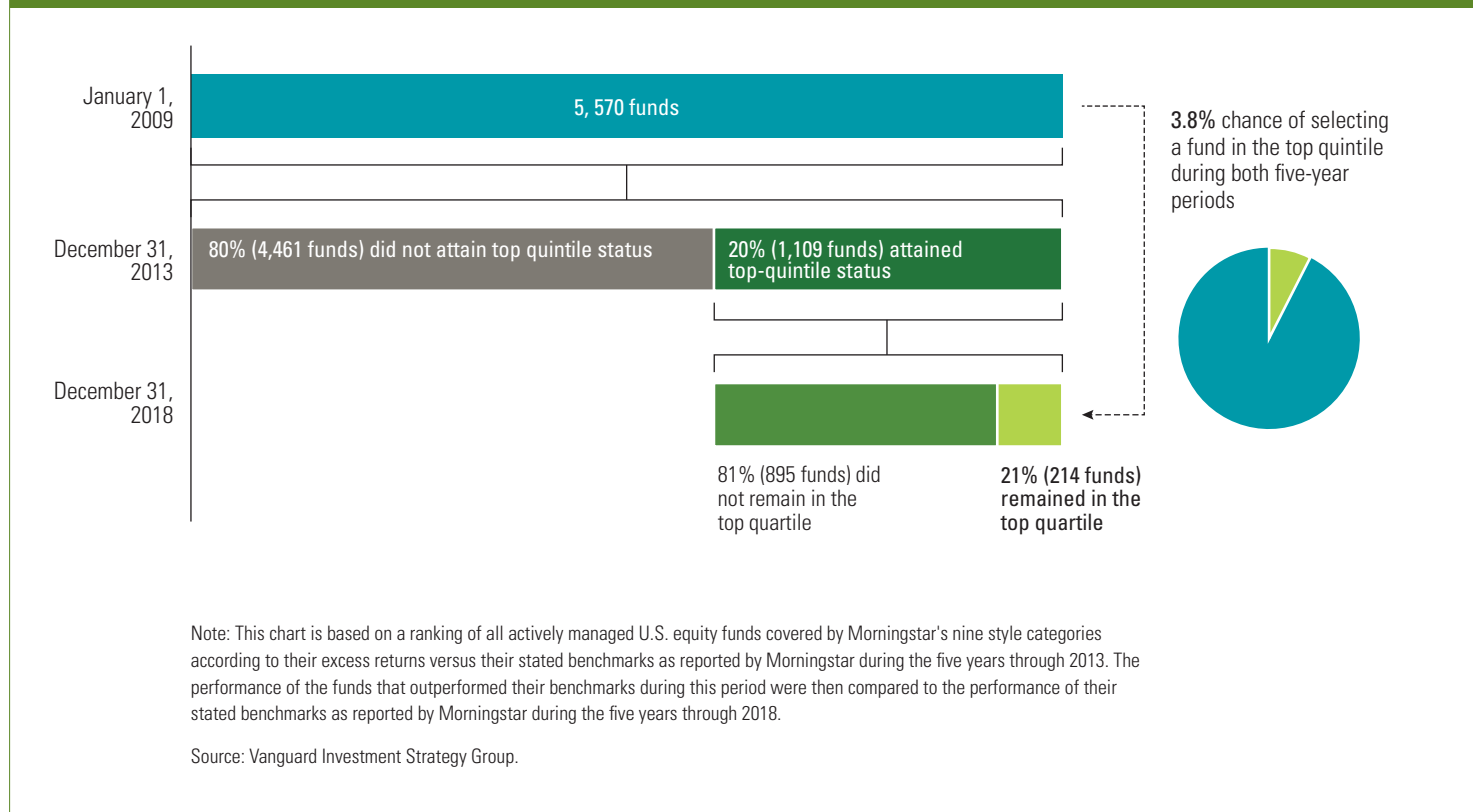 January 1,
2009
5, 570 funds
3.8% chance of selecting
a fund in the top quintile
during both five-year
periods
December 31,
2013
80% (4,461 funds) did not attain top quintile status
20% (1,109 funds) attained
top-quintile status
December 31,
2018
81% (895 funds) did
not remain in the
top quartile
21% (214 funds)
remained in the
top quartile
Note: This chart is based on a ranking of all actively managed U.S. equity funds covered by Morningstar's nine style categories
according to their excess returns versus their stated benchmarks as reported by Morningstar during the five years through 2013. The
performance of the funds that outperformed their benchmarks during this period were then compared to the performance of their
stated benchmarks as reported by Morningstar during the five years through 2018.
Source: Vanguard Investment Strategy Group.